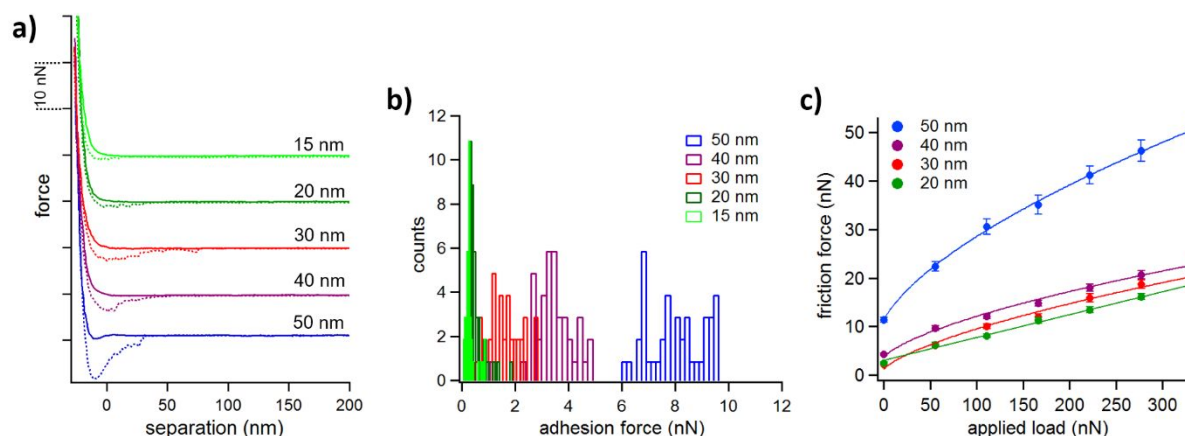 a)
10 nN
force
15 nm
20 nm
30 nm
40 nm
50 nm
0
50
100
150
200
separation (nm)
b)
12
10
8
6
4
2
0
counts
50 nm
40 nm
30 nm
20 nm
15 nm
0
2
4
6
8
10
12
adhesion force (nN)
c)
50
40
30
20
10
0
friction force (nN)
50 nm
40 nm
30 nm
20 nm
0
50
100
150
200
250
300
applied load (nN)